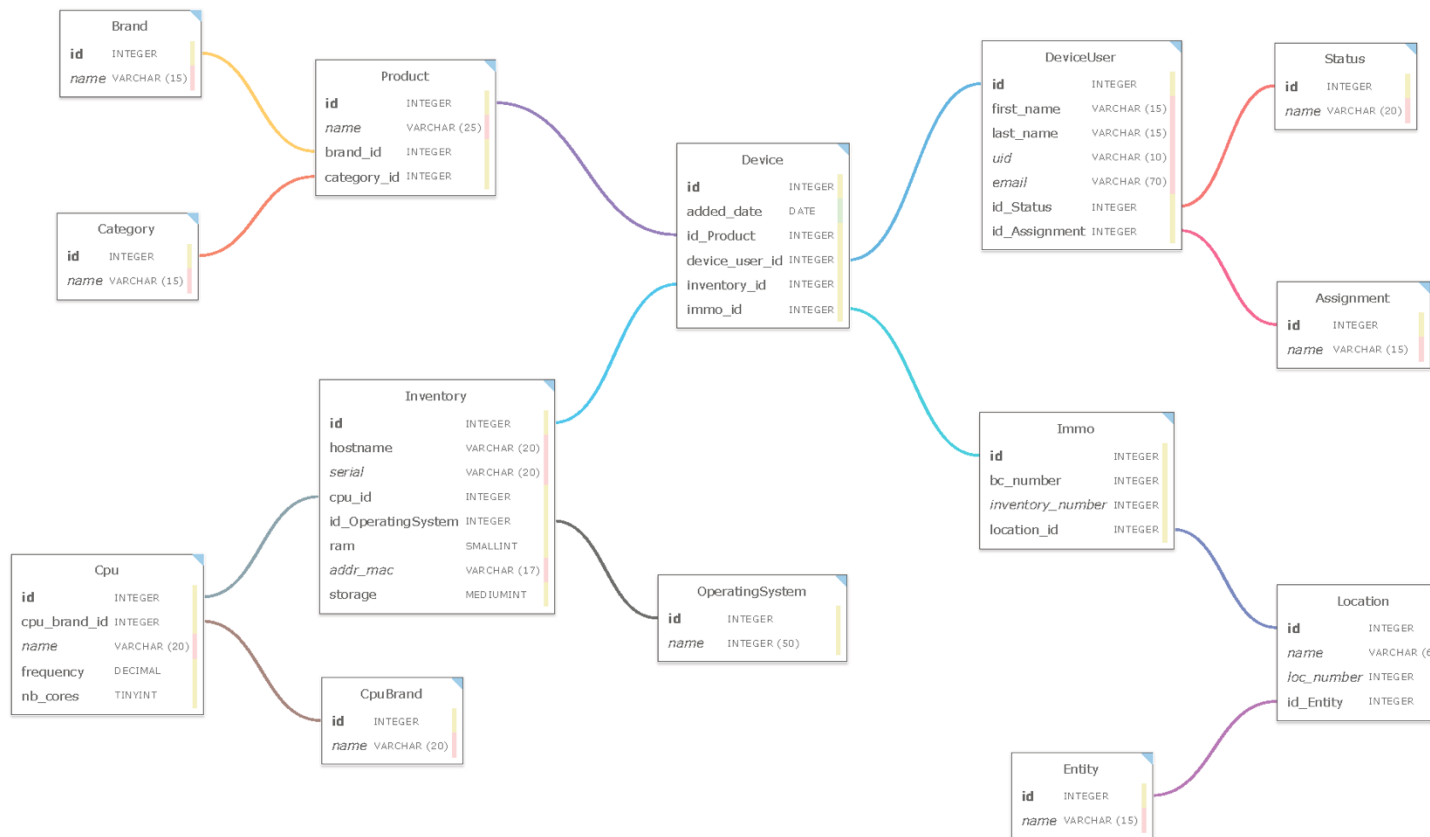 Brand
id INTEGER
name VARCHAR (15)
Product
id INTEGER
name VARCHAR (25)
brand_id INTEGER
category_id INTEGER
Category
id INTEGER
name VARCHAR (15)
Device
id INTEGER
added_date DATE
id_Product INTEGER
device_user_id INTEGER
inventory_id INTEGER
immo_id INTEGER
DeviceUser
id INTEGER
first_name VARCHAR (15)
last_name VARCHAR (15)
uid VARCHAR (10)
email VARCHAR (70)
id_Status INTEGER
id_Assignment INTEGER
Status
id INTEGER
name VARCHAR (20)
Assignment
id INTEGER
name VARCHAR (15)
Inventory
id INTEGER
hostname VARCHAR (20)
serial VARCHAR (20)
cpu_id INTEGER
id_OperatingSystem INTEGER
ram SMALLINT
addr_mac VARCHAR (17)
storage MEDIUMINT
Immo
id INTEGER
bc_number INTEGER
inventory_number INTEGER
location_id INTEGER
Cpu
id INTEGER
cpu_brand_id INTEGER
name VARCHAR (20)
frequency DECIMAL
nb_cores TINYINT
OperatingSystem
id INTEGER
name INTEGER (50)
CpuBrand
id INTEGER
name VARCHAR (20)
Location
id INTEGER
name VARCHAR
loc_number INTEGER
id_Entity INTEGER
Entity
id INTEGER
name VARCHAR (15)